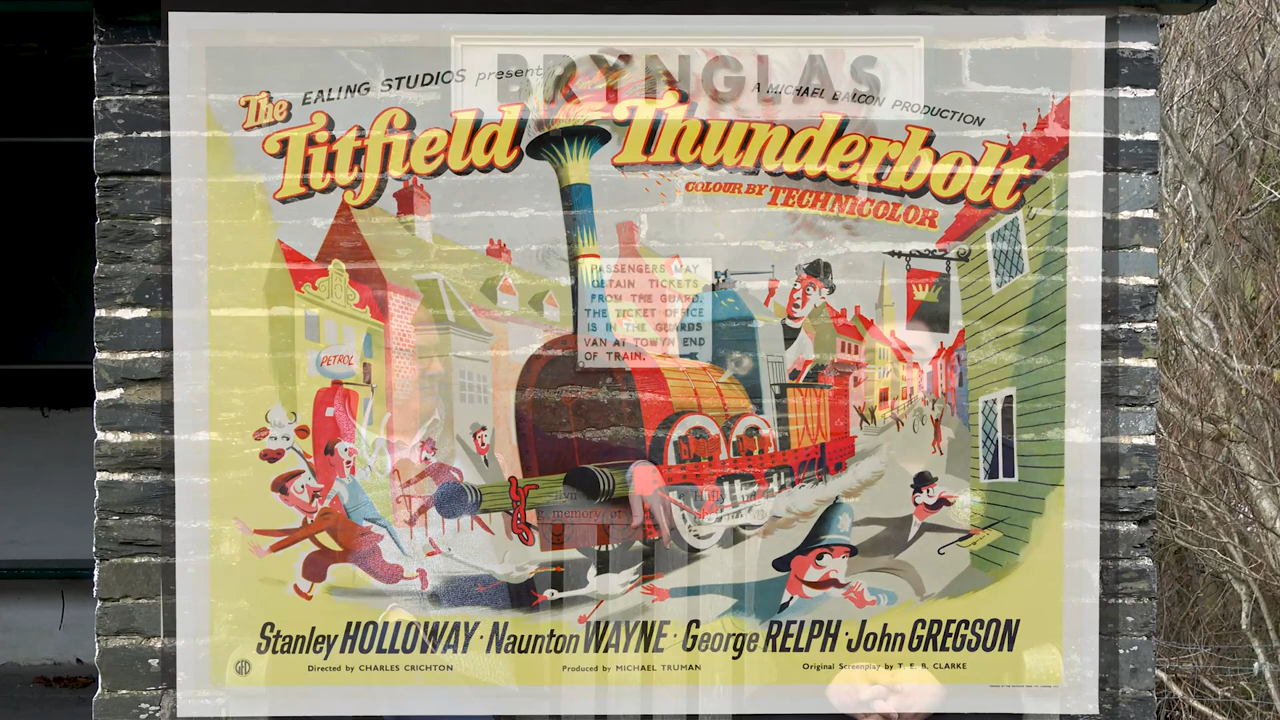 BRYNGLAS
EALING STUDIOS present
A MICHAEL BALCON PRODUCTION
The
Titfield Thunderbolt
COLOUR BY TECHNICOLOR
PASSENGERS MAY
OBTAIN TICKETS
FROM THE GUARD.
THE TICKET OFFICE
IS IN THE GUARDS
VAN AT TOWYN END
OF TRAIN.
PETROL
memory of
Stanley HOLLOWAY · Naunton WAYNE · George RELPH · John GREGSON
GFD
Directed by CHARLES CRICHTON
Produced by MICHAEL TRUMAN
Original Screenplay by T. E. B. CLARKE